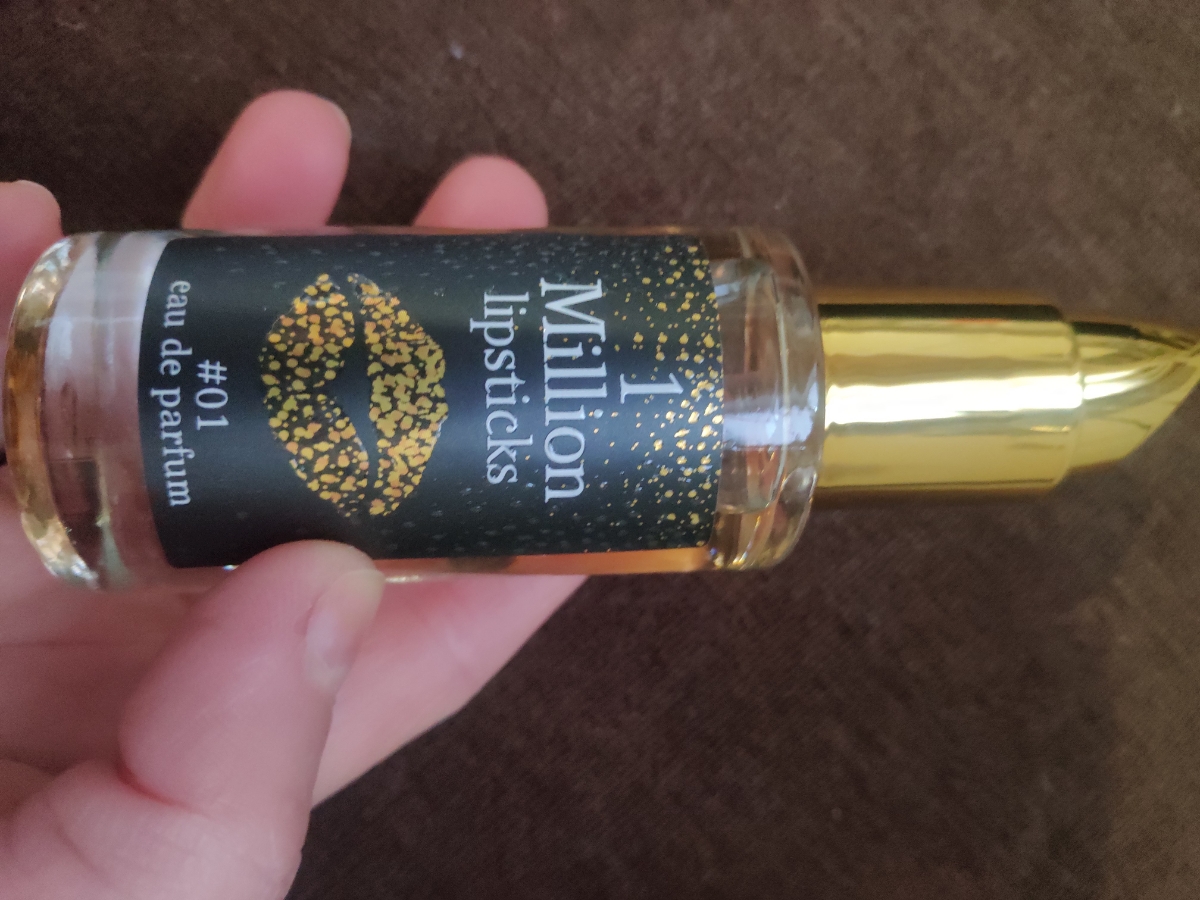 1
Million
lipsticks
#01
eau de parfum